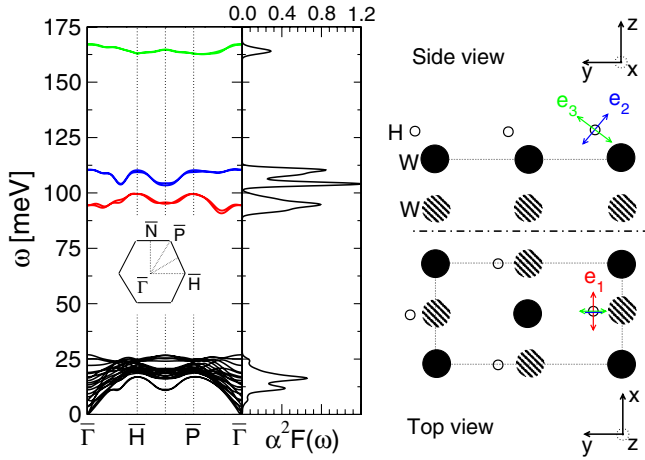 0.0 0.4 0.8 1.2
175
150
125
100
75
50
25
0
ω [meV]
N̅ P̅
Γ̅ H̅
Γ̅ H̅ P̅ Γ̅
α²F(ω)
Side view
z
y x
e₃ e₂
H
W
W
e₁
Top view
x
y z